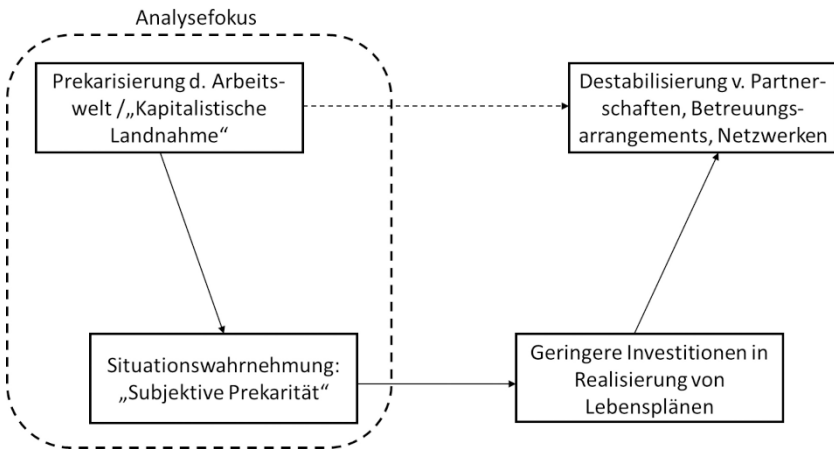 Analysefokus
Prekarisierung d. Arbeits-
welt /„Kapitalistische
Landnahme“
Destabilisierung v. Partner-
schaften, Betreuungs-
arrangements, Netzwerken
Situationswahrnehmung:
„Subjektive Prekarität“
Geringere Investitionen in
Realisierung von
Lebensplänen